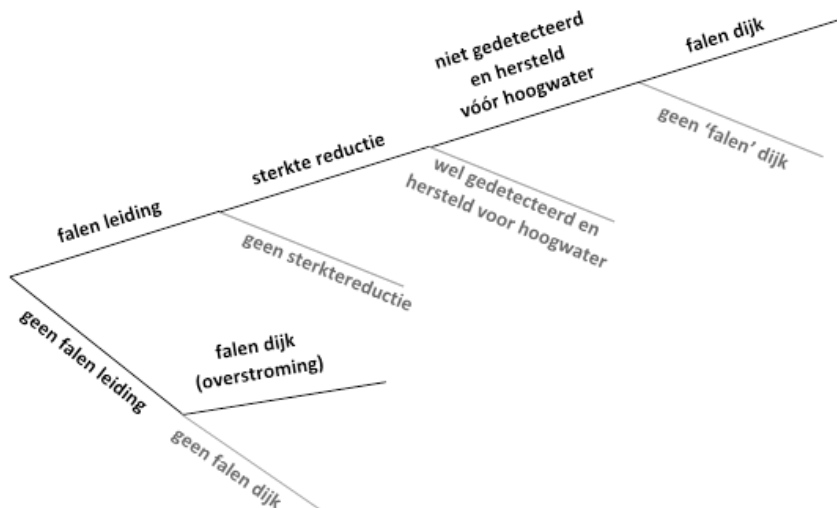 niet gedetecteerd
en hersteld
vóór hoogwater
falen dijk
geen ‘falen’ dijk
sterkte reductie
wel gedetecteerd en
hersteld voor hoogwater
falen leiding
geen sterktereductie
geen falen leiding
falen dijk
(overstroming)
geen falen dijk